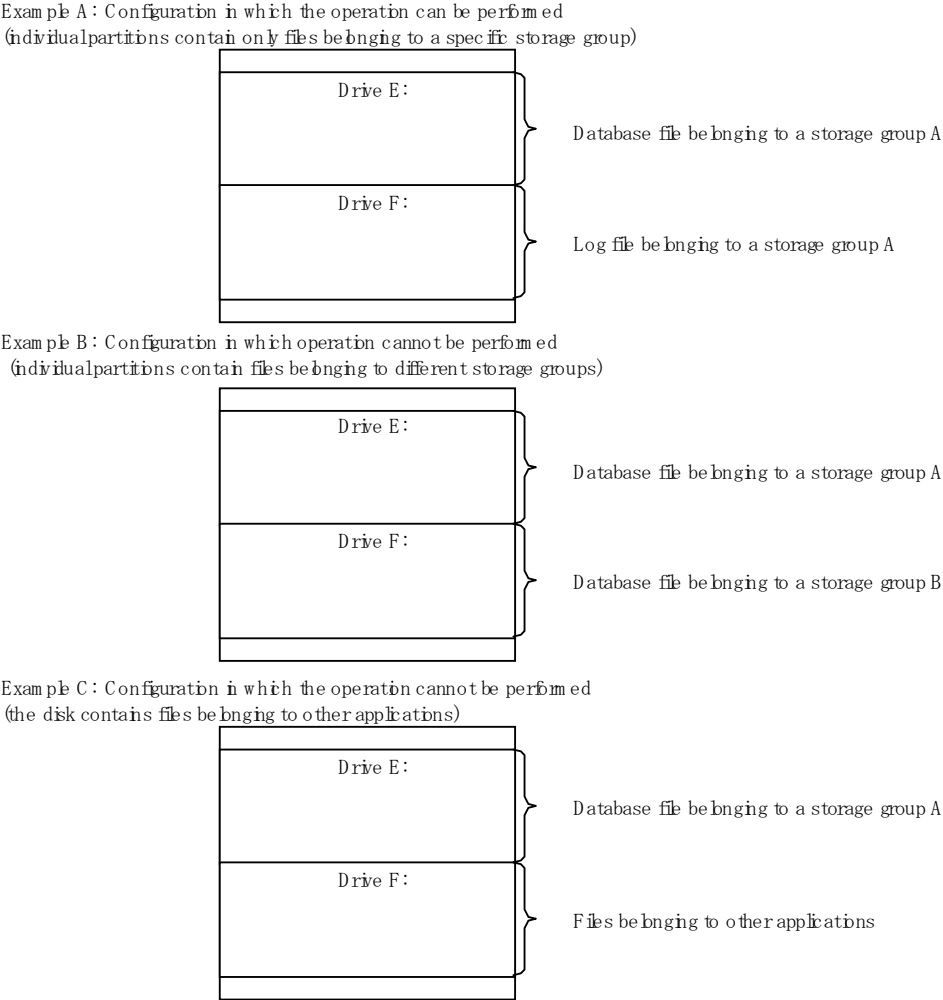 Example A: Configuration in which the operation can be performed
(individual partitions contain only files belonging to a specific storage group)
Drive E:
Database file belonging to a storage group A
Drive F:
Log file belonging to a storage group A
Example B: Configuration in which operation cannot be performed
(individual partitions contain files belonging to different storage groups)
Drive E:
Database file belonging to a storage group A
Drive F:
Database file belonging to a storage group B
Example C: Configuration in which the operation cannot be performed
(the disk contains files belonging to other applications)
Drive E:
Database file belonging to a storage group A
Drive F:
Files belonging to other applications